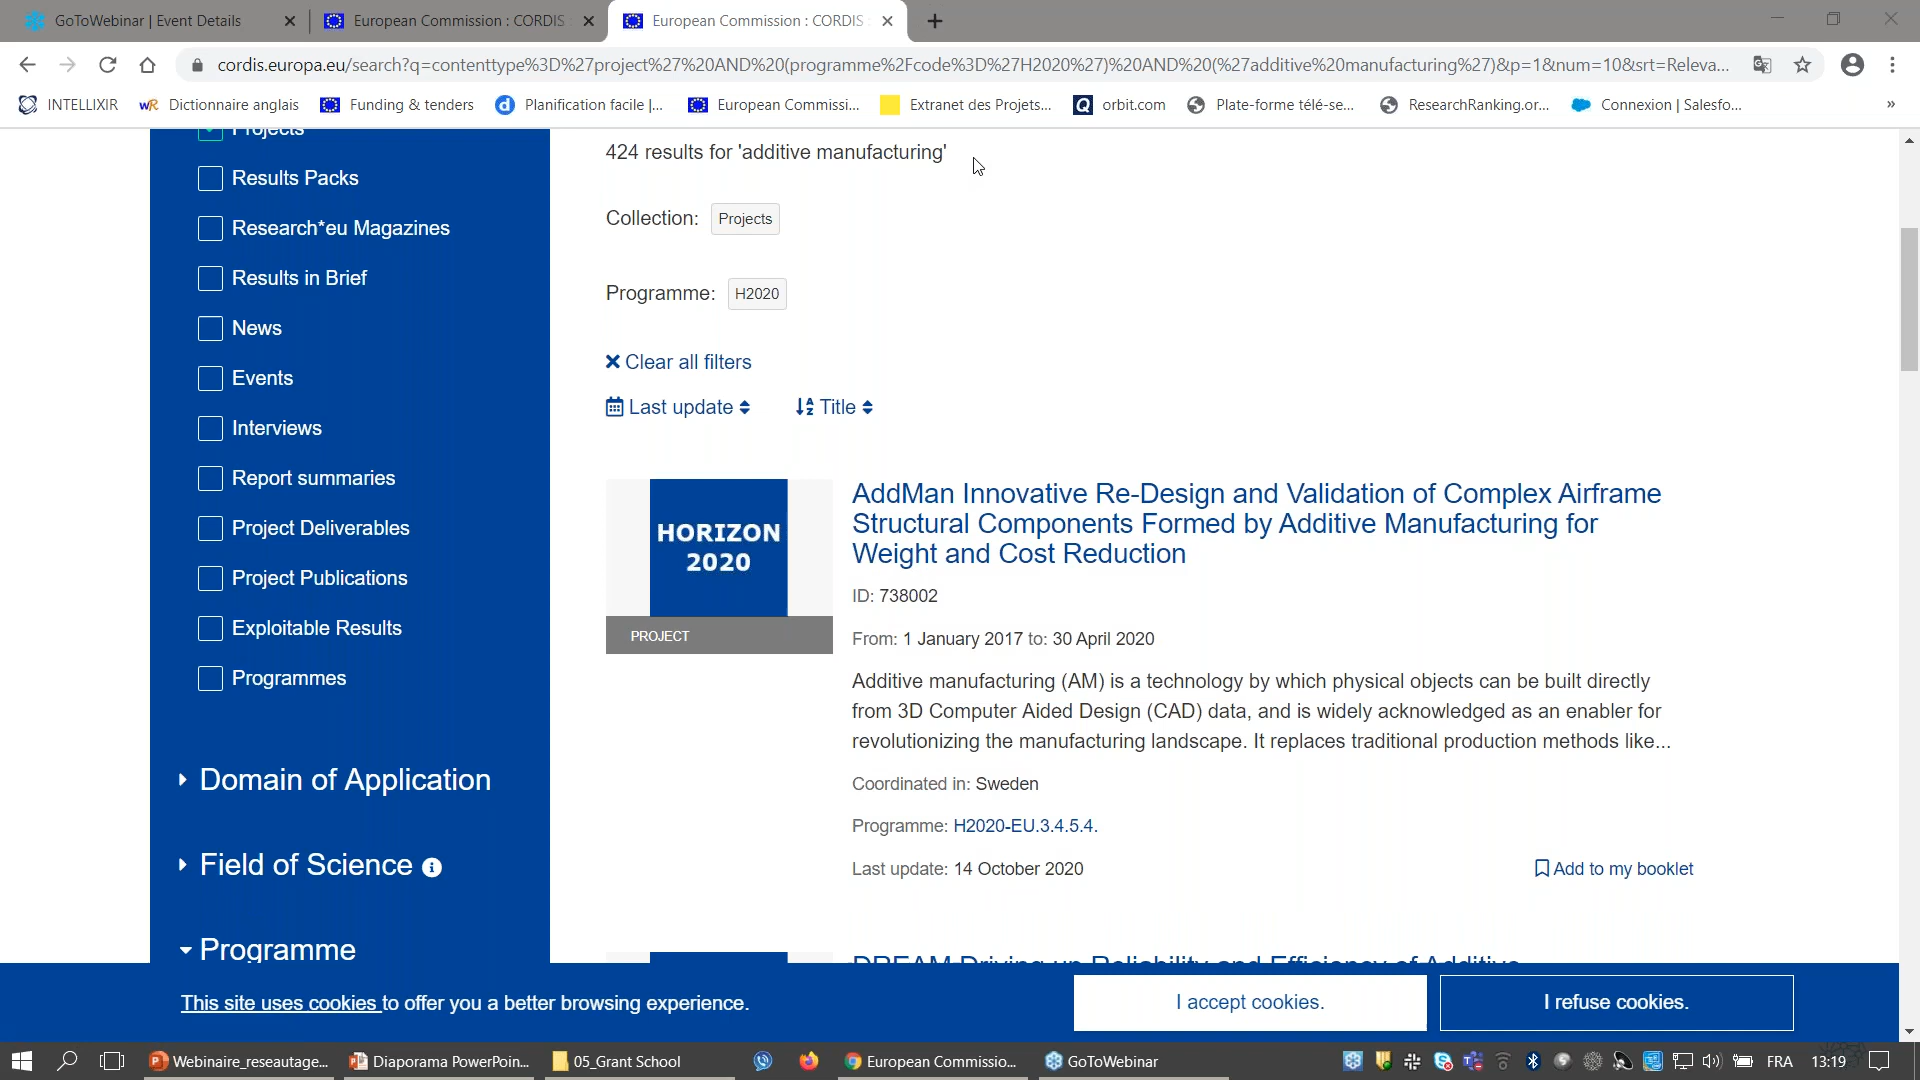 GoToWebinar | Event Details
European Commission : CORDIS
European Commission : CORDIS
cordis.europa.eu/search?q=contenttype%3D%27project%27%20AND%20(programme%2Fcode%3D%27H2020%27)%20AND%20(%27additive%20manufacturing%27)&p=1&num=10&srt=Releva...
INTELLIXIR
WR Dictionnaire anglais
Funding & tenders
d Planification facile |...
European Commissi...
Extranet des Projets...
Q orbit.com
Plate-forme télé-se...
ResearchRanking.or...
Connexion | Salesfo...
»
Projects
Results Packs
Research*eu Magazines
Results in Brief
News
Events
Interviews
Report summaries
Project Deliverables
Project Publications
Exploitable Results
Programmes
Domain of Application
Field of Science
Programme
424 results for 'additive manufacturing'
Collection: Projects
Programme: H2020
Clear all filters
Last update
Title
HORIZON
2020
PROJECT
AddMan Innovative Re-Design and Validation of Complex Airframe
Structural Components Formed by Additive Manufacturing for
Weight and Cost Reduction
ID: 738002
From: 1 January 2017 to: 30 April 2020
Additive manufacturing (AM) is a technology by which physical objects can be built directly
from 3D Computer Aided Design (CAD) data, and is widely acknowledged as an enabler for
revolutionizing the manufacturing landscape. It replaces traditional production methods like...
Coordinated in: Sweden
Programme: H2020-EU.3.4.5.4.
Last update: 14 October 2020
Add to my booklet
DREAM Driving up Reliability and Efficiency of Additive
This site uses cookies to offer you a better browsing experience.
I accept cookies.
I refuse cookies.
Webinaire_reseautage...
Diaporama PowerPoin...
05_Grant School
European Commissio...
GoToWebinar
FRA
13:19